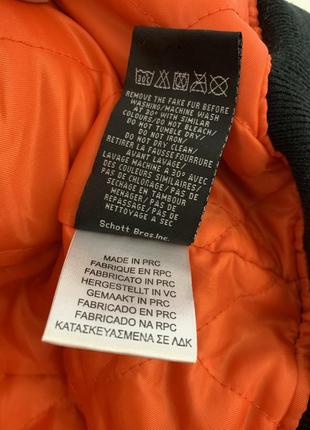 30°C
REMOVE THE FAKE FUR BEFORE
WASHING/MACHINE WASH
AT 30° WITH SIMILAR
COLOURS/DO NOT BLEACH/
DO NOT TUMBLE DRY/
DO NOT IRON/
DO NOT DRY CLEAN/
RETIRER LA FAUSSE FOURRURE
AVANT LAVAGE/
LAVAGE MACHINE A 30° AVEC
DES COULEURS SIMILAIRES/
PAS DE CHLORAGE/ PAS DE
SECHAGE EN TAMBOUR
MENAGER/ PAS DE
REPASSAGE/ PAS DE
NETTOYAGE A SEC
Schott Bros.Inc.
MADE IN PRC
FABRIQUE EN RPC
FABBRICATO IN PRC
HERGESTELLT IN VC
GEMAAKT IN PRC
FABRICADO EN RPC
FABRICADO NA RPC
ΚΑΤΑΣΚΕΥΑΣΜΕΝΑ ΣΕ ΛΔΚ